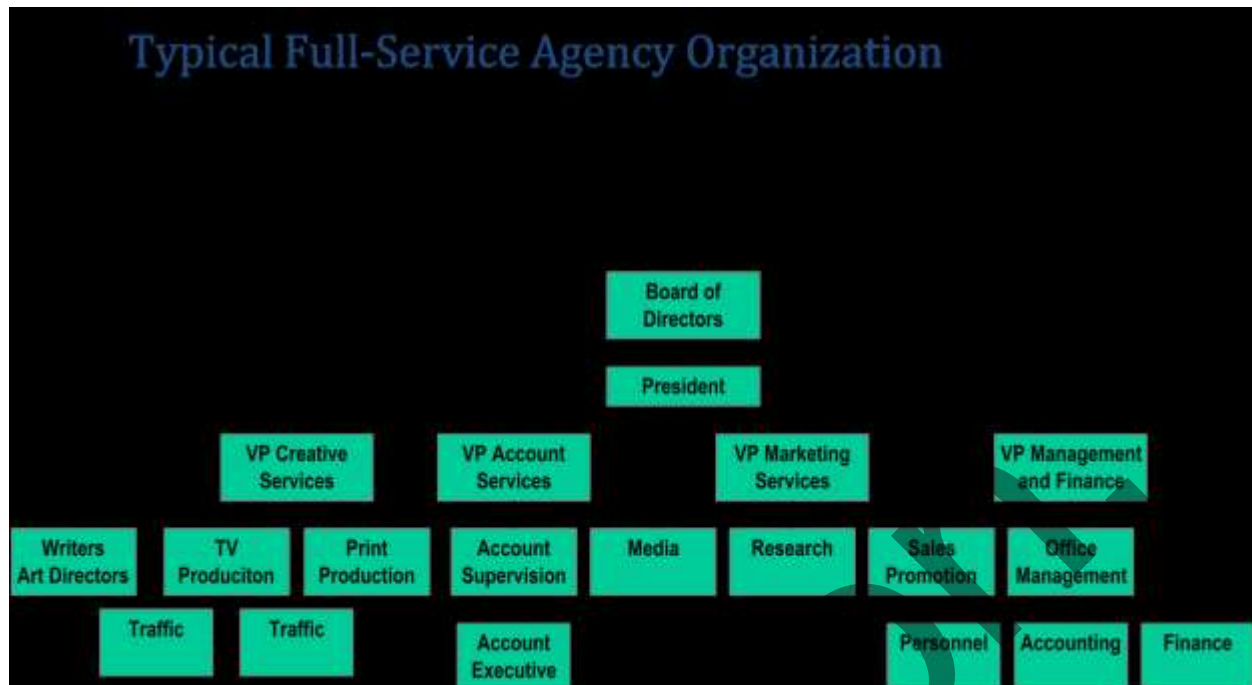 Typical Full-Service Agency Organization
Board of
Directors
President
VP Creative
Services
VP Account
Services
VP Marketing
Services
VP Management
and Finance
Writers
Art Directors
TV
Produciton
Print
Production
Account
Supervision
Media
Research
Sales
Promotion
Office
Management
Traffic
Traffic
Account
Executive
Personnel
Accounting
Finance